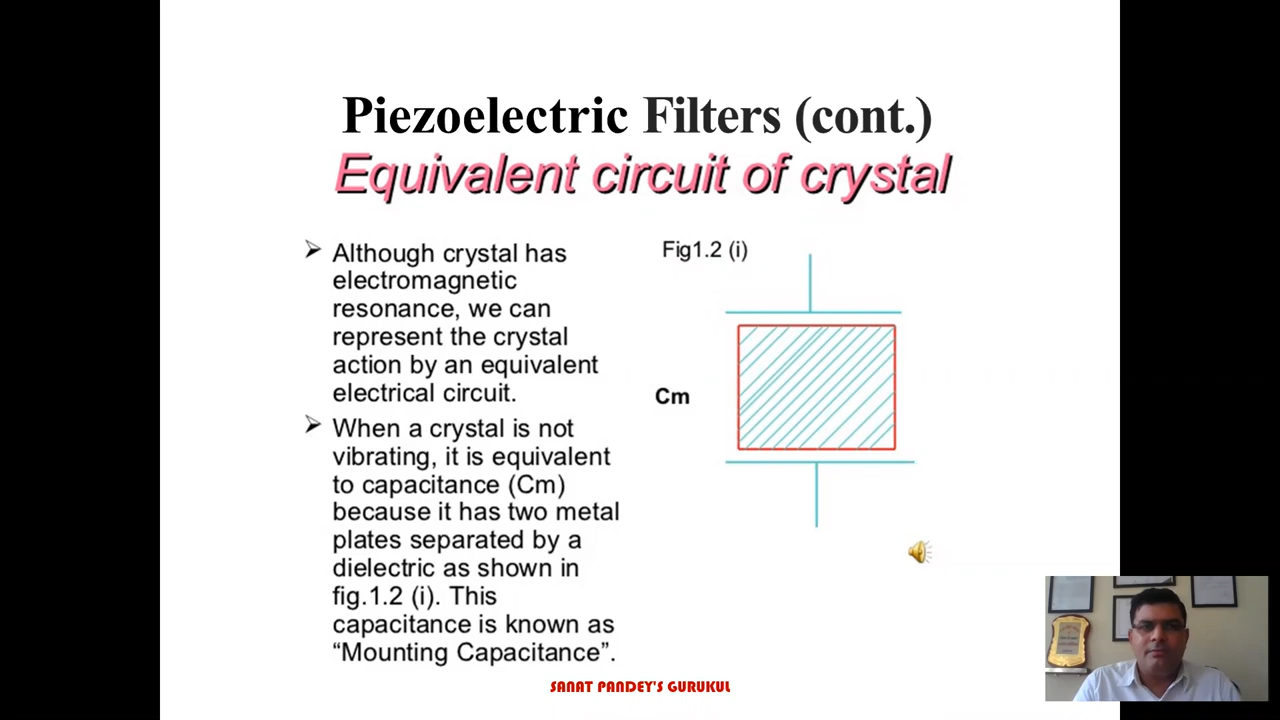 Piezoelectric Filters (cont.)
Equivalent circuit of crystal
Although crystal has
electromagnetic
resonance, we can
represent the crystal
action by an equivalent
electrical circuit.
When a crystal is not
vibrating, it is equivalent
to capacitance (Cm)
because it has two metal
plates separated by a
dielectric as shown in
fig.1.2 (i). This
capacitance is known as
“Mounting Capacitance”.
Fig1.2 (i)
Cm
SANAT PANDEY'S GURUKUL